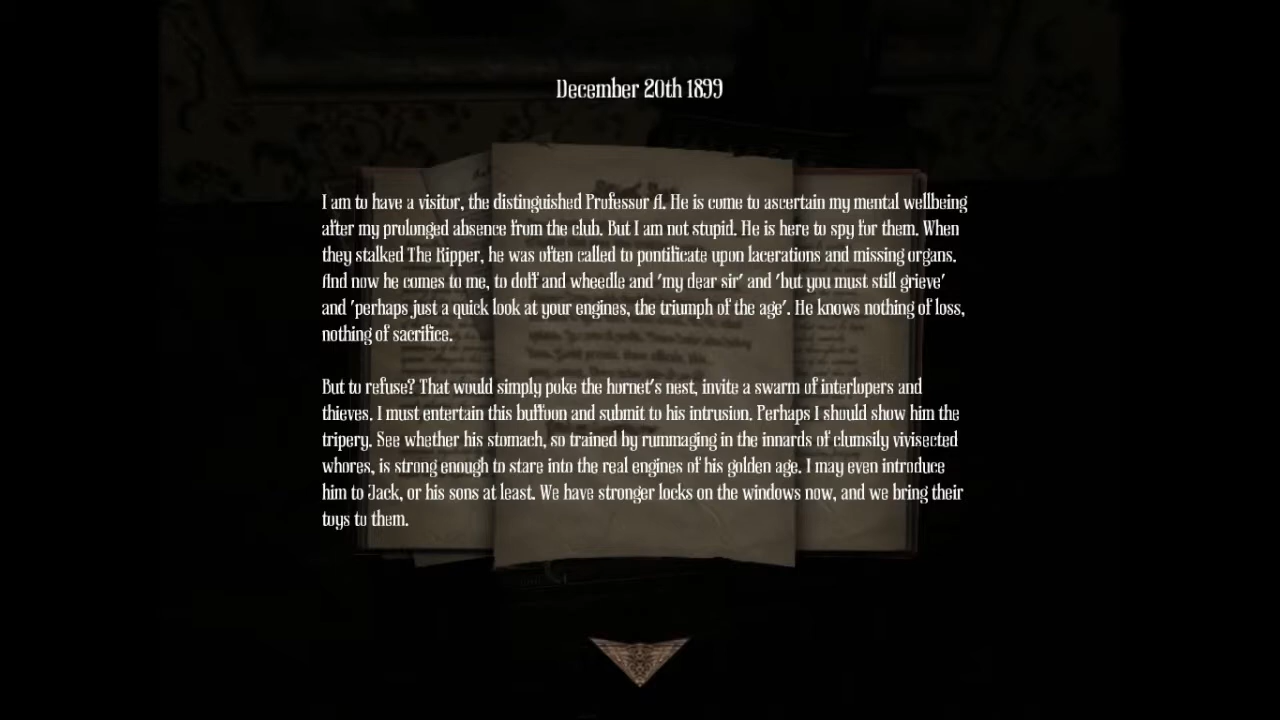 December 20th 1899
I am to have a visitor, the distinguished Professor A. He is come to ascertain my mental wellbeing
after my prolonged absence from the club. But I am not stupid. He is here to spy for them. When
they stalked The Ripper, he was often called to pontificate upon lacerations and missing organs.
And now he comes to me, to doff and wheedle and 'my dear sir' and 'but you must still grieve'
and 'perhaps just a quick look at your engines, the triumph of the age'. He knows nothing of loss,
nothing of sacrifice.
But to refuse? That would simply poke the hornet's nest, invite a swarm of interlopers and
thieves. I must entertain this buffoon and submit to his intrusion. Perhaps I should show him the
tripery. See whether his stomach, so trained by rummaging in the innards of clumsily vivisected
whores, is strong enough to stare into the real engines of his golden age. I may even introduce
him to Jack, or his sons at least. We have stronger locks on the windows now, and we bring their
toys to them.